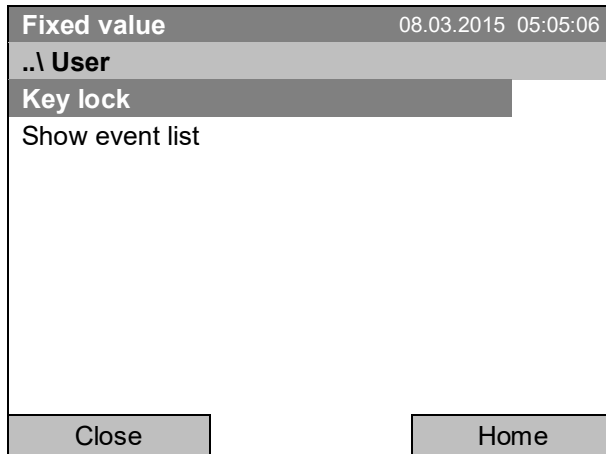 Fixed value 08.03.2015 05:05:06
..\ User
Key lock
Show event list
Close Home